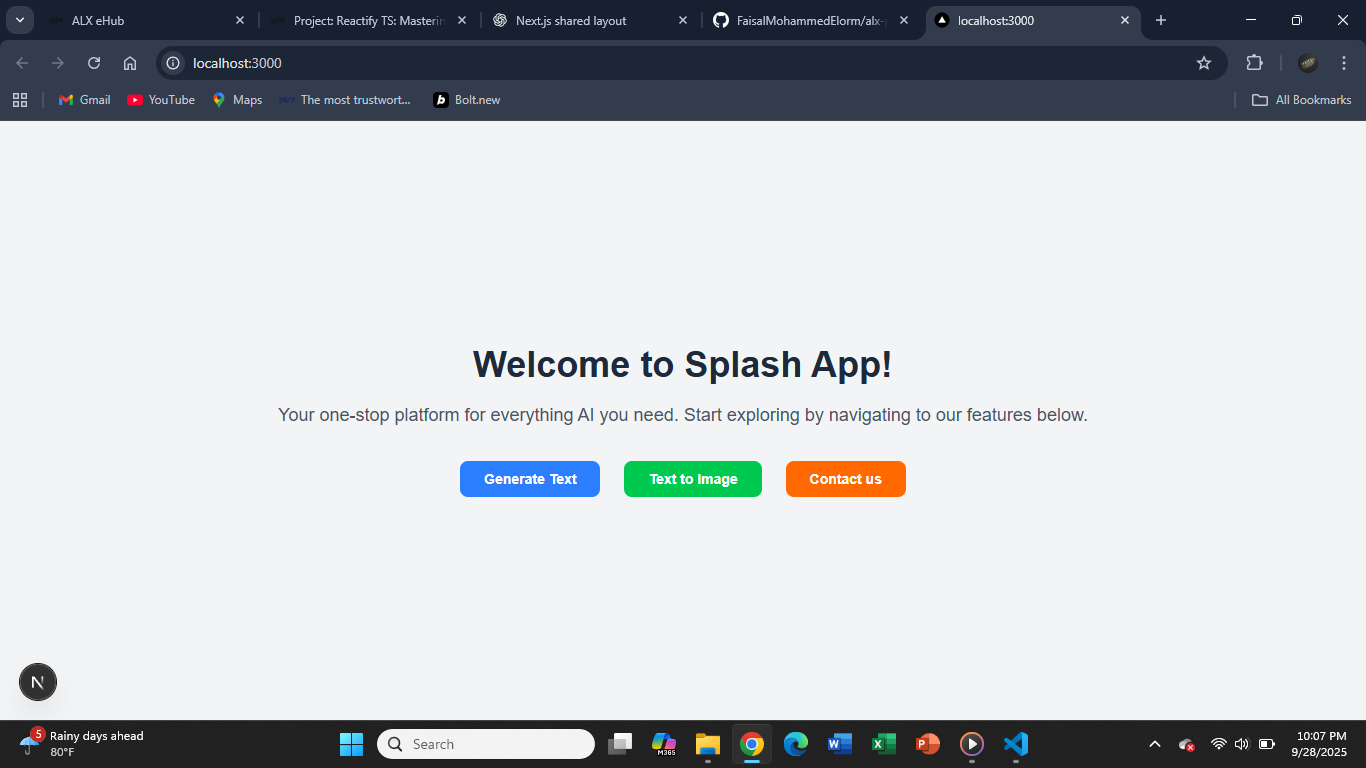 ALX eHub
Project: Reactify TS: Masterin
Next.js shared layout
FaisalMohammedElorm/alx-
localhost:3000
localhost:3000
Gmail
YouTube
Maps
The most trustwort...
b
Bolt.new
All Bookmarks
Welcome to Splash App!
Your one-stop platform for everything AI you need. Start exploring by navigating to our features below.
Generate Text
Text to Image
Contact us
N
5
Rainy days ahead
80°F
Search
M365
W
X
P
10:07 PM
9/28/2025